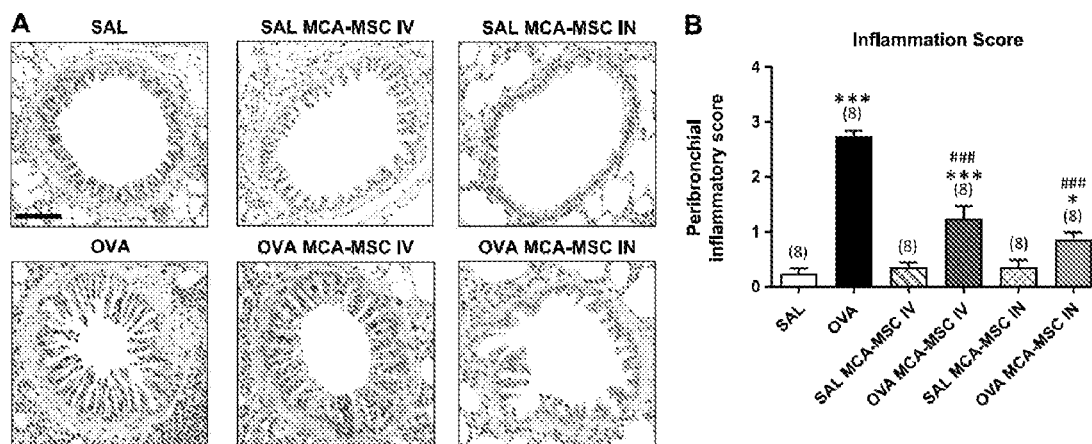 A
SAL
SAL MCA-MSC IV
SAL MCA-MSC IN
OVA
OVA MCA-MSC IV
OVA MCA-MSC IN
B
Inflammation Score
Peribronchial
inflammatory score
4
3
2
1
0
(8)
***
(8)
(8)
###
***
(8)
(8)
###
*
(8)
SAL
OVA
SAL MCA-MSC IV
OVA MCA-MSC IV
SAL MCA-MSC IN
OVA MCA-MSC IN